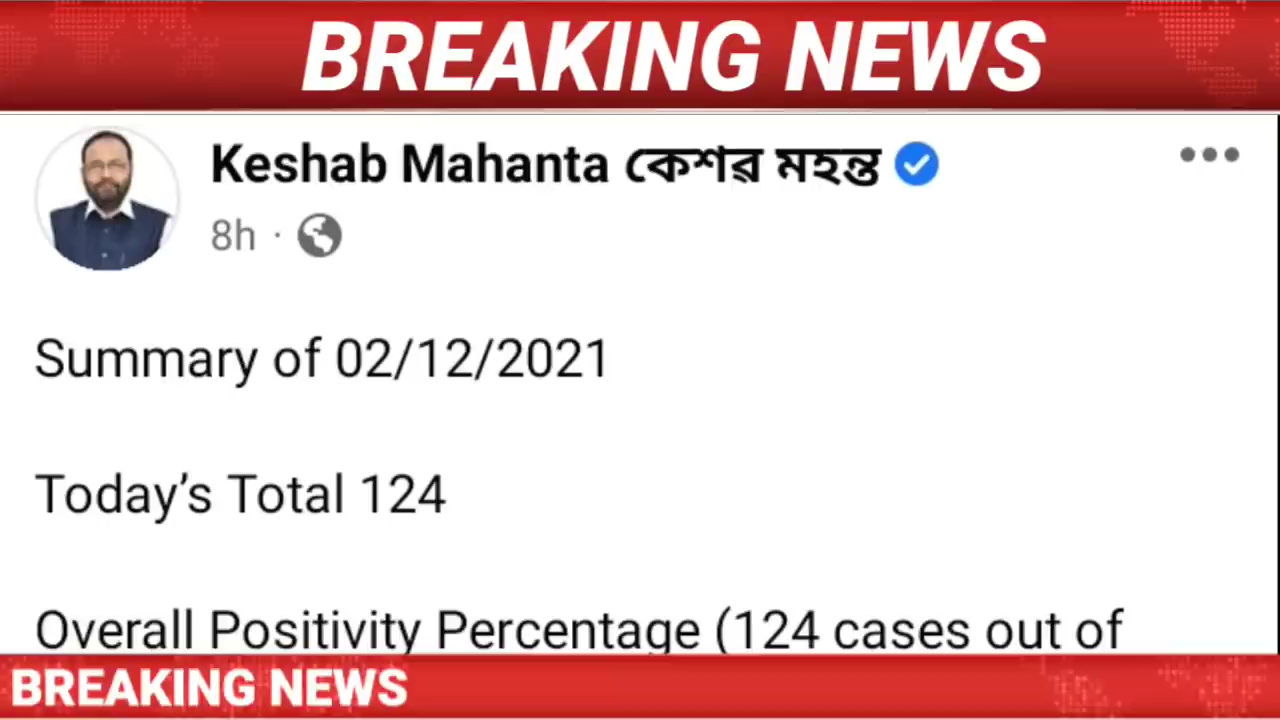 BREAKING NEWS
Keshab Mahanta কেশৱ মহন্ত
8h ·
Summary of 02/12/2021
Today’s Total 124
Overall Positivity Percentage (124 cases out of
BREAKING NEWS